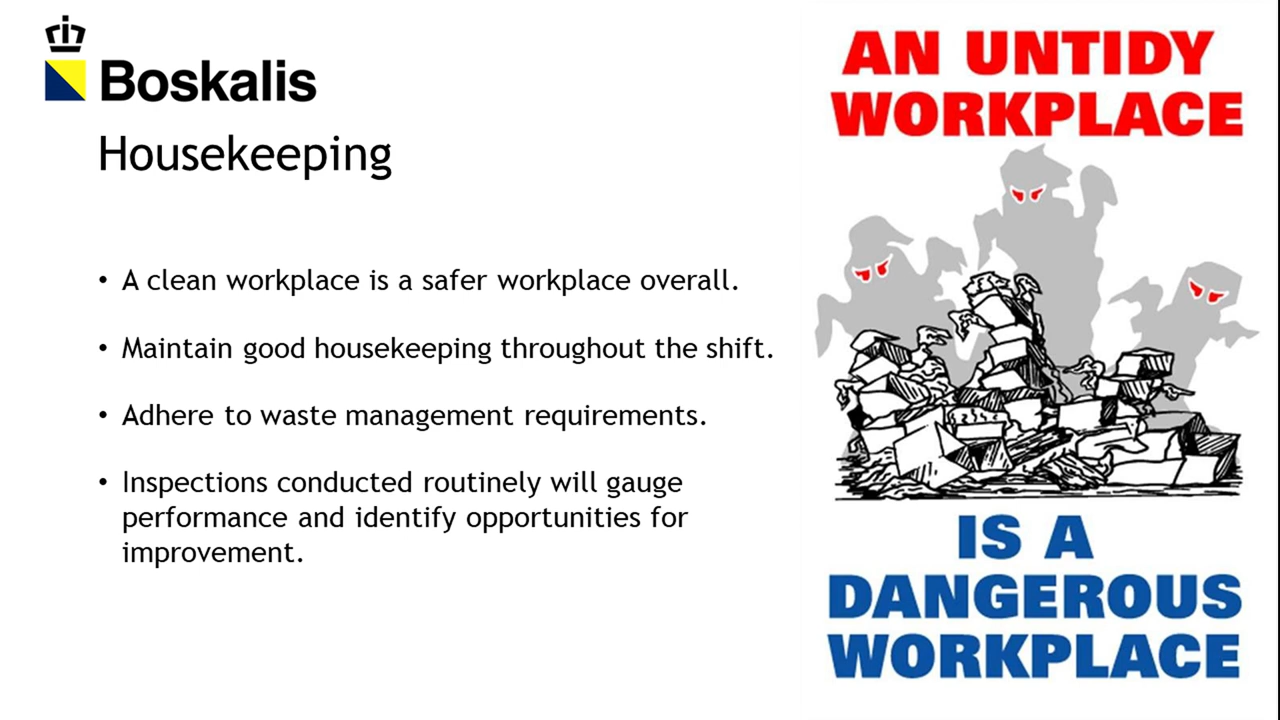 Boskalis
Housekeeping
• A clean workplace is a safer workplace overall.
• Maintain good housekeeping throughout the shift.
• Adhere to waste management requirements.
• Inspections conducted routinely will gauge
performance and identify opportunities for
improvement.
AN UNTIDY
WORKPLACE
IS A
DANGEROUS
WORKPLACE